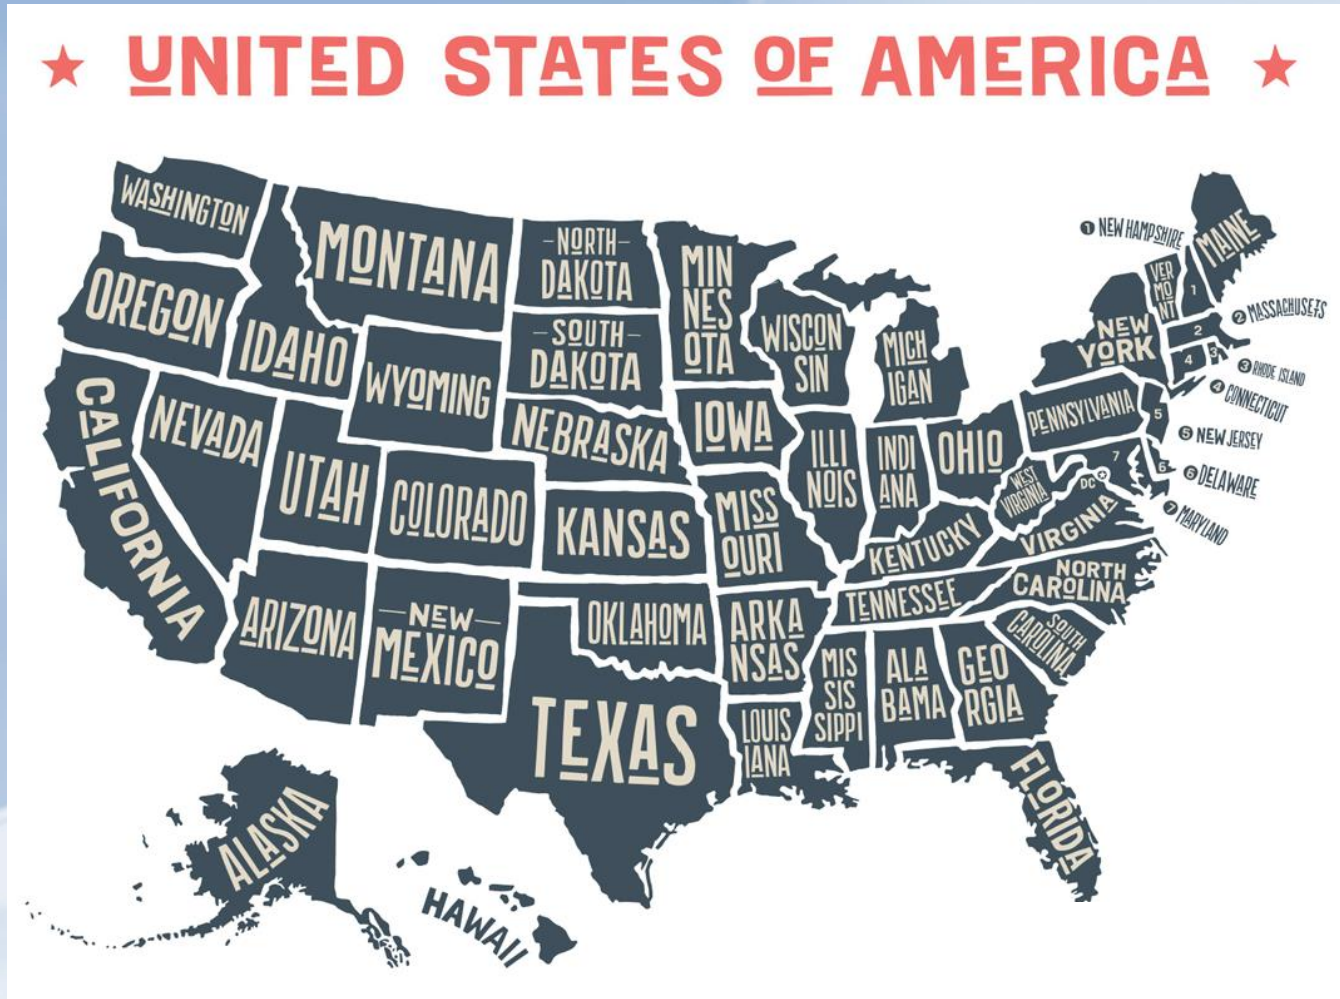 UNITED STATES OF AMERICA
WASHINGTON
MONTANA
NORTH
DAKOTA
MIN
NES
OTA
OREGON
IDAHO
WYOMING
SOUTH
DAKOTA
WISCON
SIN
MICH
IGAN
1 NEW HAMPSHIRE
MAINE
VER
MO
NT
1
2 MASSACHUSETS
NEW
YORK
2
3
4
3 RHODE ISLAND
4 CONNECTICUT
CALIFORNIA
NEVADA
UTAH
COLORADO
NEBRASKA
IOWA
ILLI
NOIS
INDI
ANA
OHIO
PENNSYLVANIA
5
5 NEW JERSEY
6
6 DELAWARE
7
7 MARYLAND
DC
WEST
VIRGINIA
VIRGINIA
KANSAS
MISS
OURI
KENTUCKY
NORTH
CAROLINA
TENNESSEE
ARIZONA
NEW
MEXICO
OKLAHOMA
ARKA
NSAS
SOUTH
CAROLINA
TEXAS
LOUIS
IANA
MIS
SIS
SIPPI
ALA
BAMA
GEO
RGIA
FLORIDA
ALASKA
HAWAII